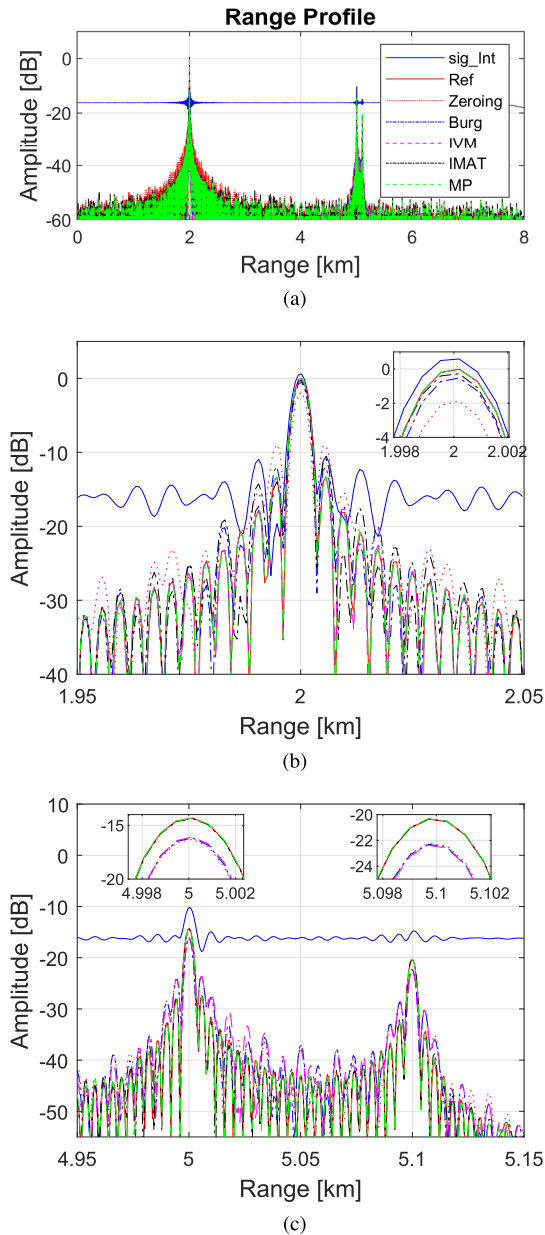 Range Profile
Amplitude [dB]
0
-20
-40
-60
sig_Int
Ref
Zeroing
Burg
IVM
IMAT
MP
0 2 4 6 8
Range [km]
(a)
Amplitude [dB]
0
-10
-20
-30
-40
0
-2
-4
1.998 2 2.002
1.95 2 2.05
Range [km]
(b)
Amplitude [dB]
10
0
-10
-20
-30
-40
-50
-15
-20
4.998 5 5.002
-20
-22
-24
5.098 5.1 5.102
4.95 5 5.05 5.1 5.15
Range [km]
(c)